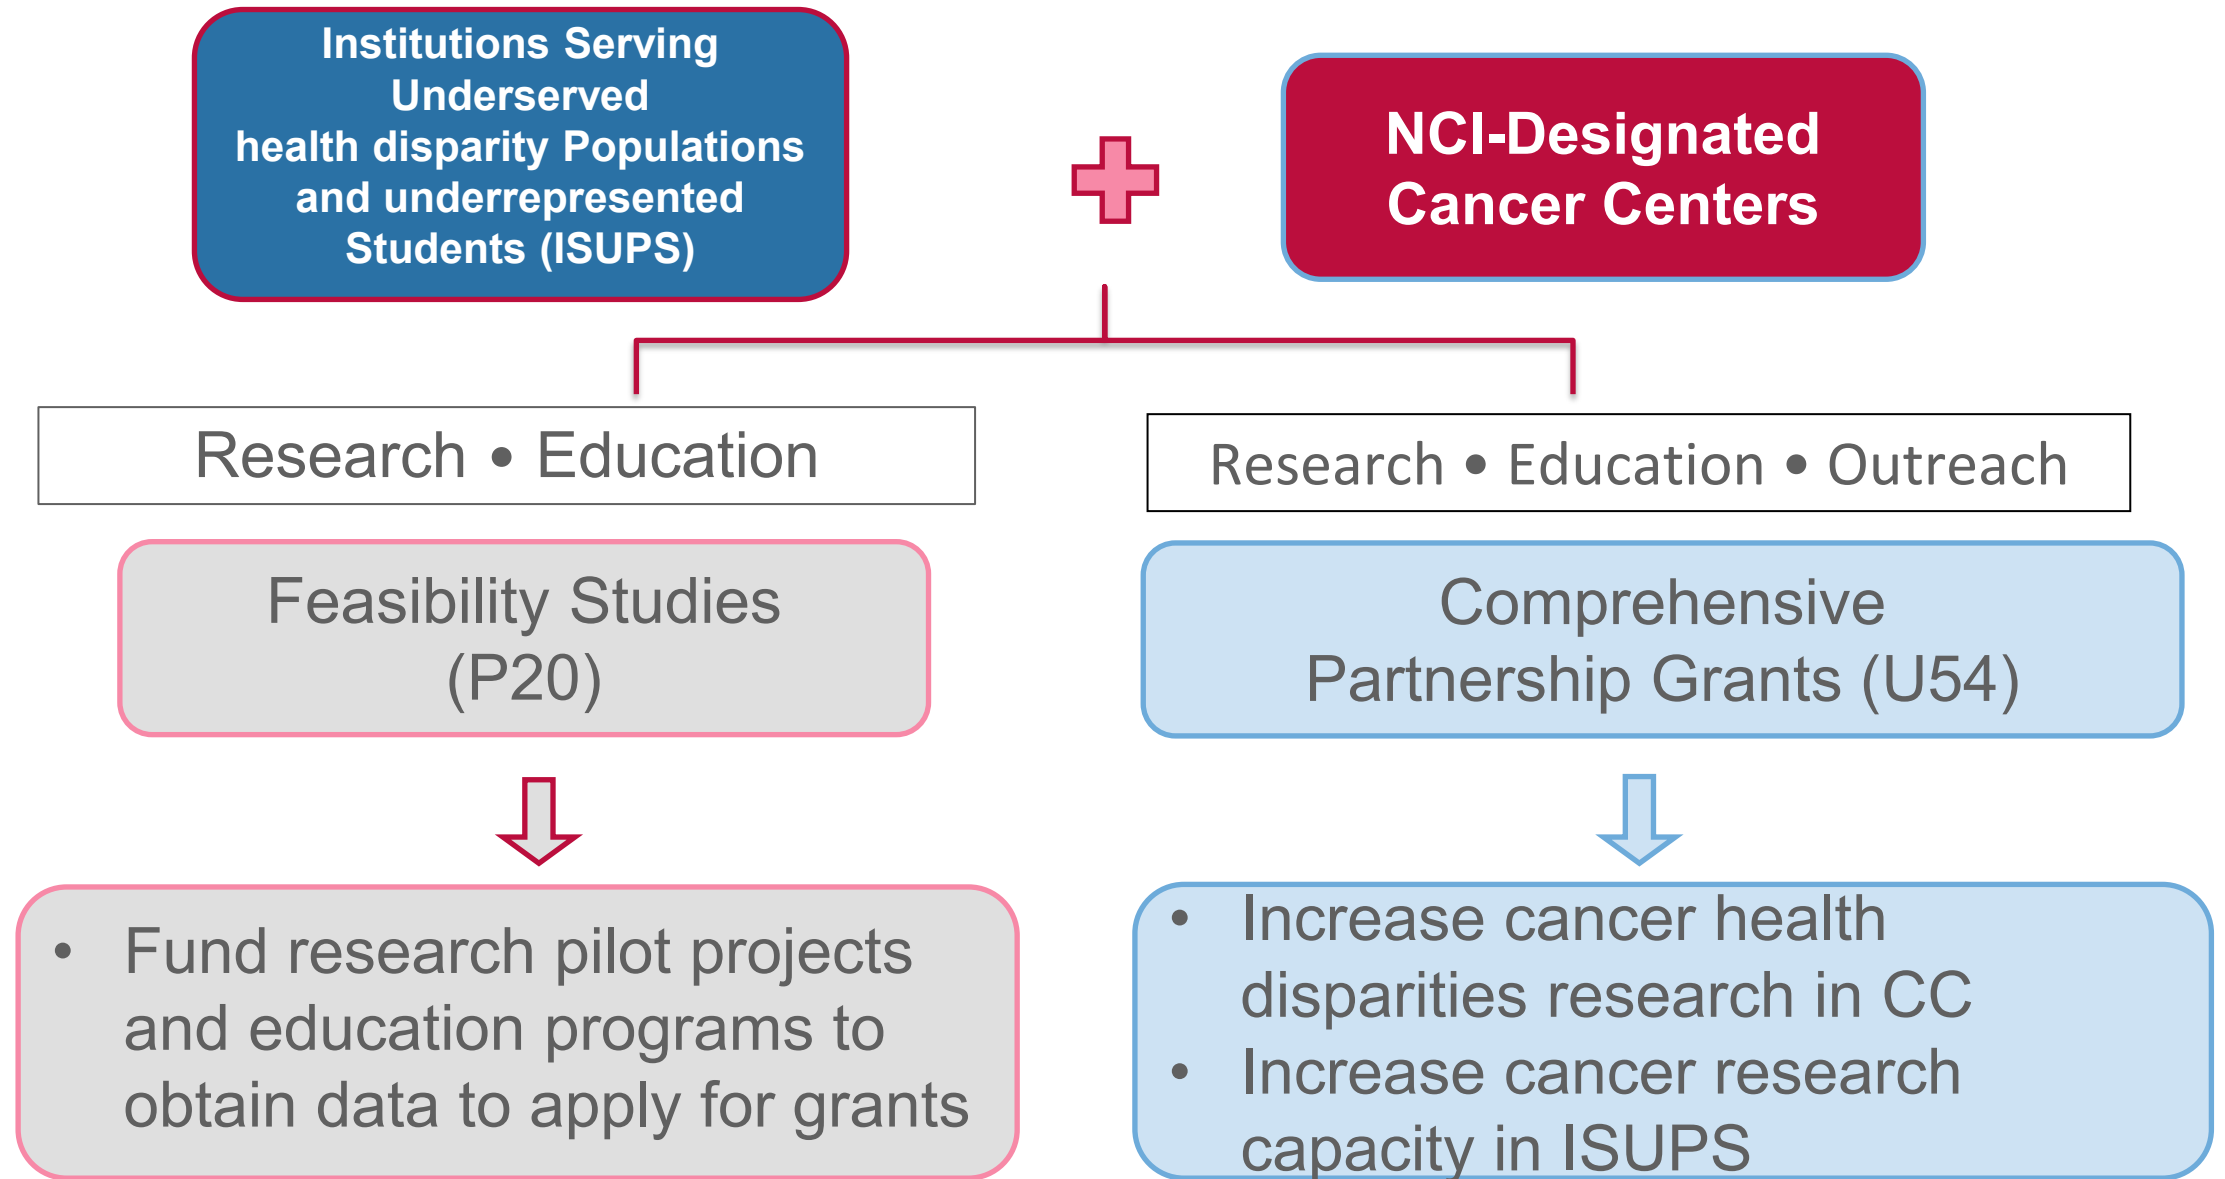 Institutions Serving
Underserved
health disparity Populations
and underrepresented
Students (ISUPS)
NCI-Designated
Cancer Centers
Research • Education
Research • Education • Outreach
Feasibility Studies
(P20)
Comprehensive
Partnership Grants (U54)
• Fund research pilot projects
and education programs to
obtain data to apply for grants
• Increase cancer health
disparities research in CC
• Increase cancer research
capacity in ISUPS